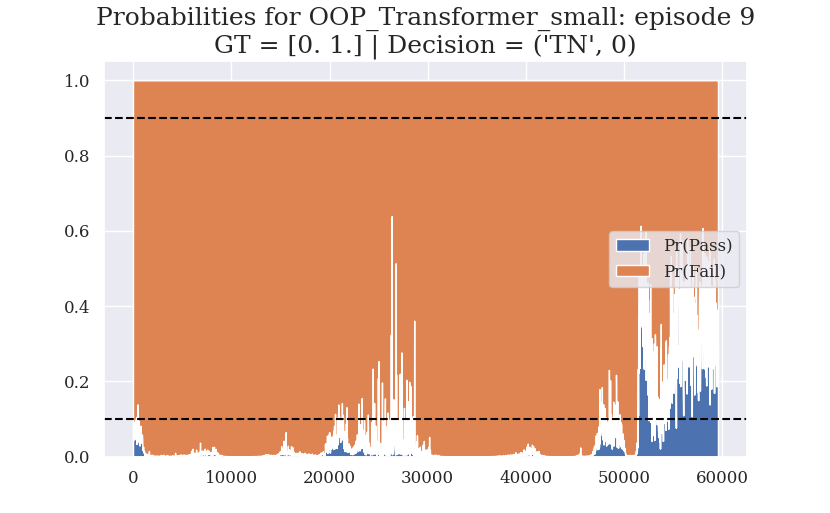 Probabilities for OOP_Transformer_small: episode 9
GT = [0. 1.] | Decision = ('TN', 0)
1.0
0.8
0.6
0.4
0.2
0.0
Pr(Pass)
Pr(Fail)
0 10000 20000 30000 40000 50000 60000